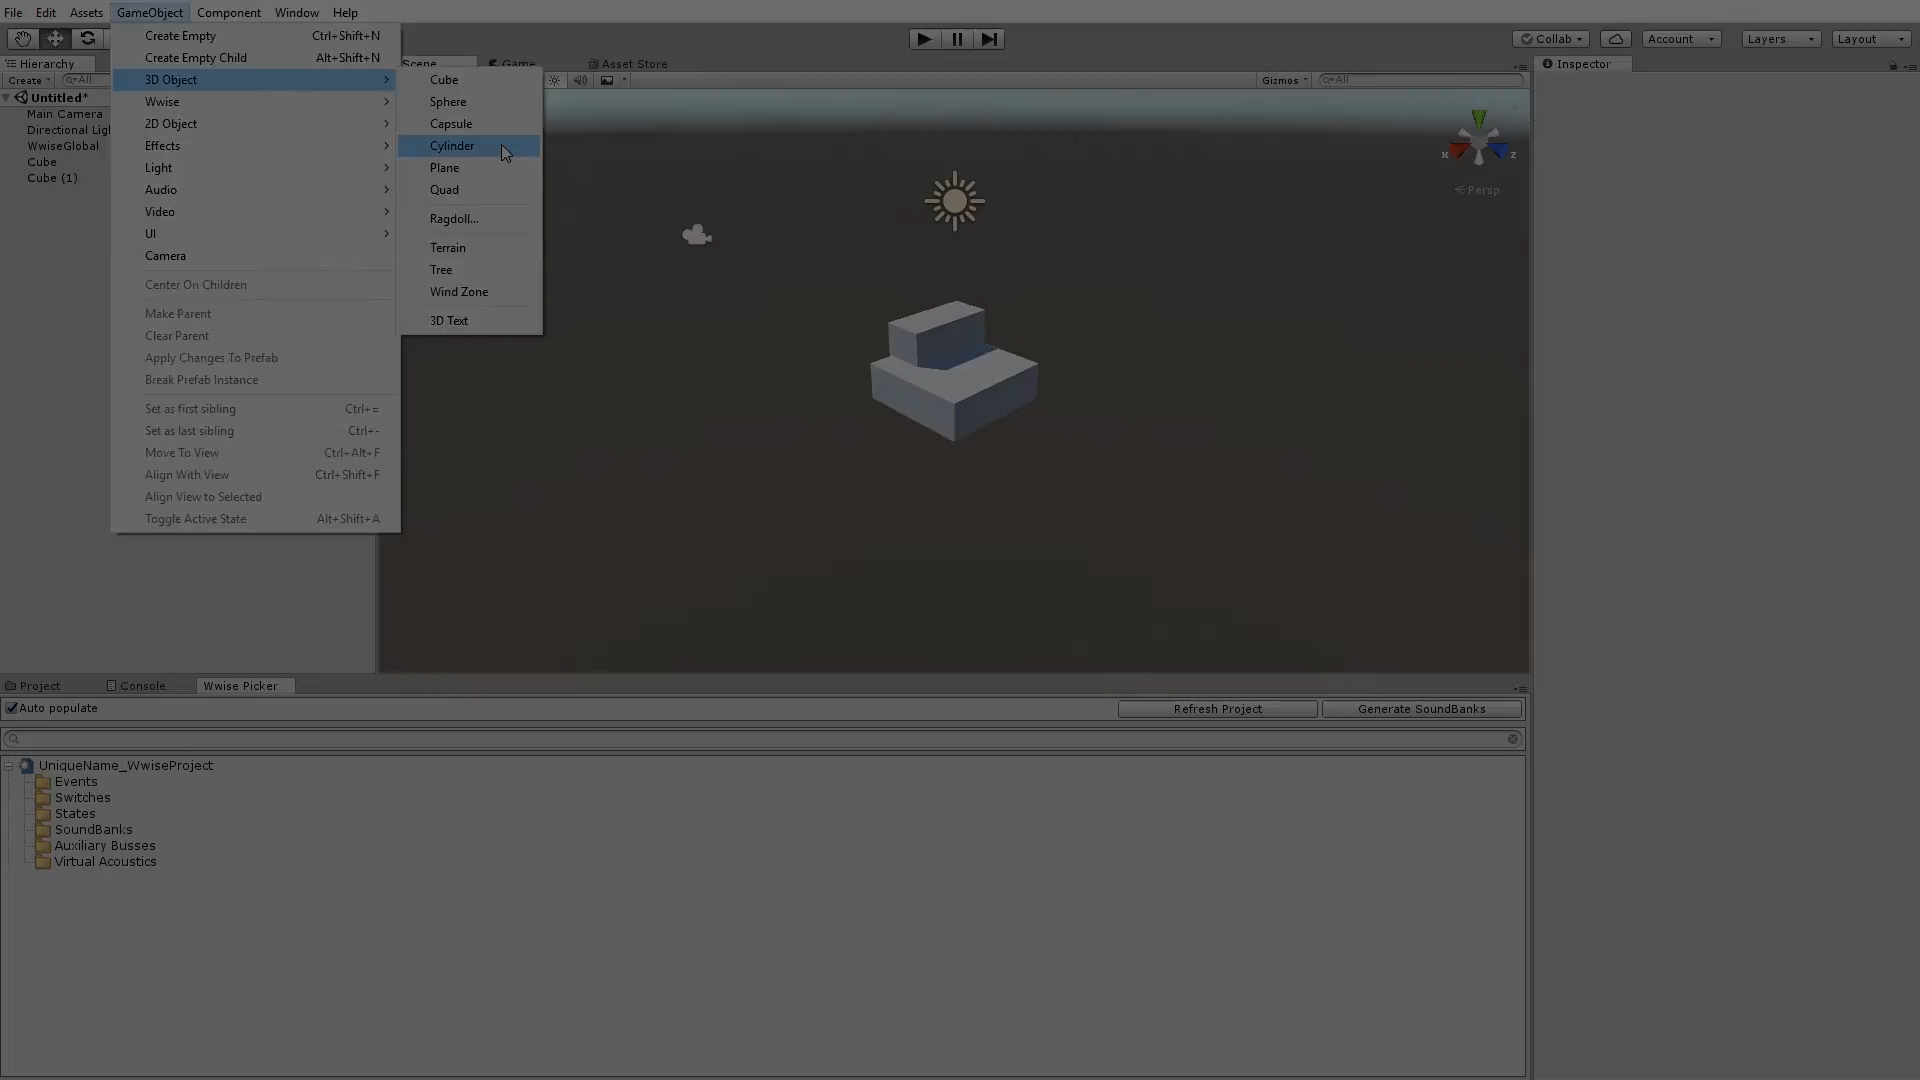 File Edit Assets GameObject Component Window Help
Collab Account Layers Layout
Hierarchy
Scene Game Asset Store
Inspector
Create All
Gizmos All
Untitled*
Main Camera
Directional Ligh
WwiseGlobal
Cube
Cube (1)
Create Empty Ctrl+Shift+N
Create Empty Child Alt+Shift+N
3D Object
Wwise
2D Object
Effects
Light
Audio
Video
UI
Camera
Center On Children
Make Parent
Clear Parent
Apply Changes To Prefab
Break Prefab Instance
Set as first sibling Ctrl+=
Set as last sibling Ctrl+-
Move To View Ctrl+Alt+F
Align With View Ctrl+Shift+F
Align View to Selected
Toggle Active State Alt+Shift+A
Cube
Sphere
Capsule
Cylinder
Plane
Quad
Ragdoll...
Terrain
Tree
Wind Zone
3D Text
x z
Persp
Project Console Wwise Picker
Auto populate Refresh Project Generate SoundBanks
UniqueName_WwiseProject
Events
Switches
States
SoundBanks
Auxiliary Busses
Virtual Acoustics